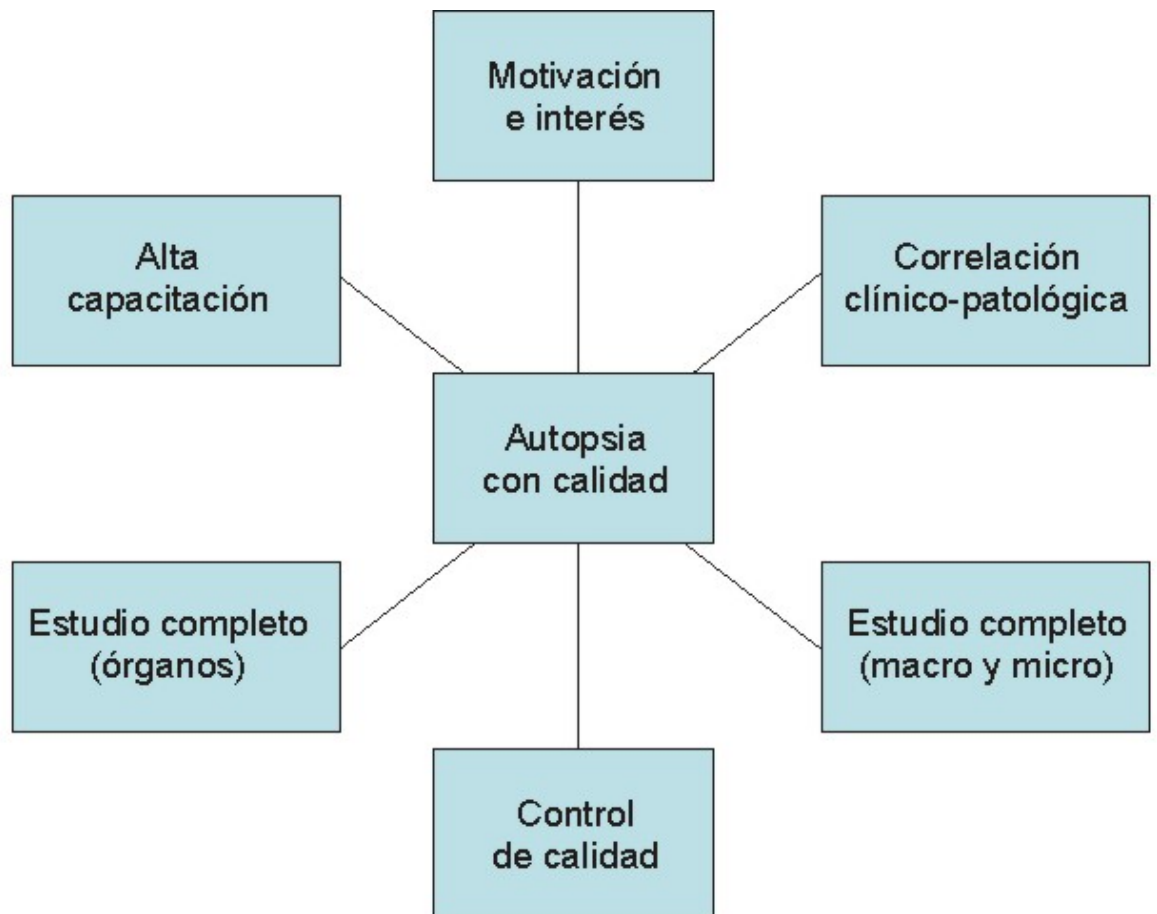 Motivación
e interés
Alta
capacitación
Correlación
clínico-patológica
Autopsia
con calidad
Estudio completo
(órganos)
Estudio completo
(macro y micro)
Control
de calidad